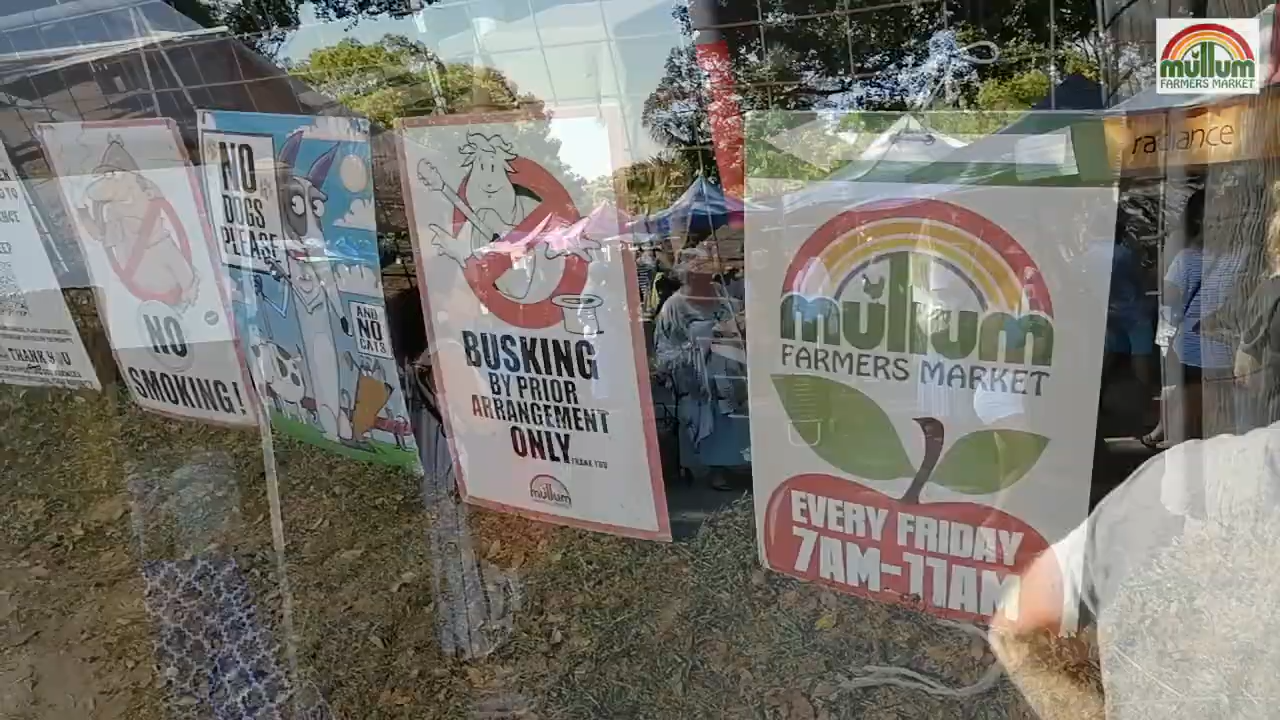 THANK YOU
NO
SMOKING!
NO
DOGS
PLEASE
AND
NO
CATS
BUSKING
BY PRIOR
ARRANGEMENT
ONLY
THANK YOU
mullum
mullum
FARMERS MARKET
EVERY FRIDAY
7AM-11AM
radiance
mullum
FARMERS MARKET